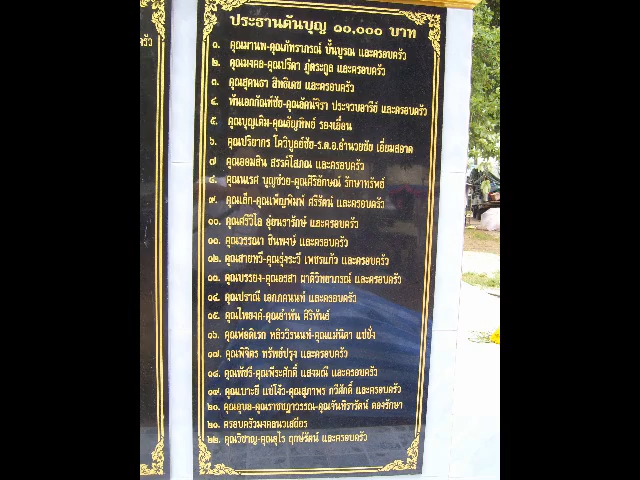 ประธานต้นบุญ ๑๐,๐๐๐ บาท
๑. คุณมานพ-คุณภัทราภรณ์ ปั้นบูรณ และครอบครัว
๒. คุณมงคล-คุณปรีดา ภู่ตระกูล และครอบครัว
๓. คุณสุคนธา สิทธิเดช และครอบครัว
๔. พันเอกภัณฑ์ชัย-คุณลัคน์จิรา ประจวบอารีย์ และครอบครัว
๕. คุณบุญเติม-คุณอัญทิพย์ รองเลื่อน
๖. คุณปริยากร โควิบูลย์ชัย-ร.ต.อ.อำนวยชัย เอี่ยมสอาด
๗ คุณออมสิน สรรค์โสภณ และครอบครัว
๘. คุณนเรศ บุญช่วย-คุณศิริลักษณ์ รักษาทรัพย์
๙. คุณเล็ก-คุณเพ็ญพิมพ์ ศรีรัตน์ และครอบครัว
๑๐. คุณศรีวิไล อุ่ยนรารักษ์ และครอบครัว
๑๑. คุณวรรณา ชินพงษ์ และครอบครัว
๑๒. คุณสายทวี-คุณรุ่งระวี เพชรแก้ว และครอบครัว
๑๓. คุณบรรยง-คุณอรสา ผาติวิทยาภรณ์ และครอบครัว
๑๔. คุณปราณี เอกภคนนท์ และครอบครัว
๑๕. คุณไพยงค์-คุณอำพัน ศิริพันธ์
๑๖. คุณพ่อดิเรก หลิววิรนนท์-คุณแม่นิดา แซ่ซึ้ง
๑๗. คุณพิจิตร ทรัพย์ปรุง และครอบครัว
๑๘. คุณพัชรี-คุณพีระศักดิ์ แสงมณี และครอบครัว
๑๙. คุณเบาะยี่ แซ่โง้ว-คุณสุภาพร ถวีศักดิ์ และครอบครัว
๒๐. คุณอุบล-คุณราชชฎาวรรณ-คุณจันทิรารัตน์ ตองรักษา
๒๑. ครอบครัวมงคลนวเสถียร
๒๒. คุณวิชาญ-คุณอุไร ฤกษ์รัตน์ และครอบครัว